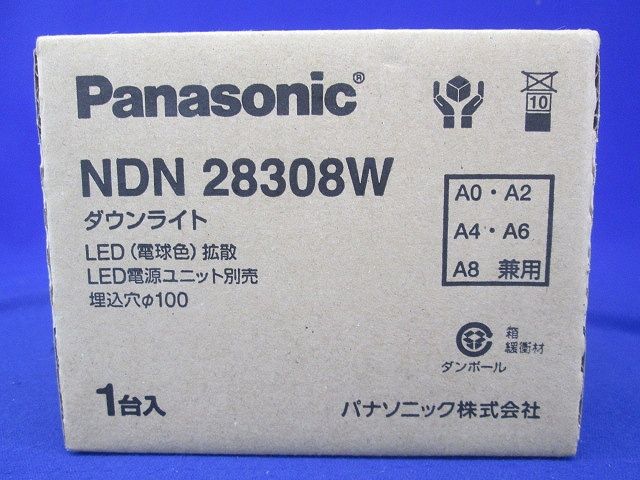 Panasonic®
10
NDN 28308W
ダウンライト
LED（電球色）拡散
LED電源ユニット別売
埋込穴φ100
A0・A2
A4・A6
A8 兼用
箱
緩衝材
ダンボール
1台入
パナソニック株式会社